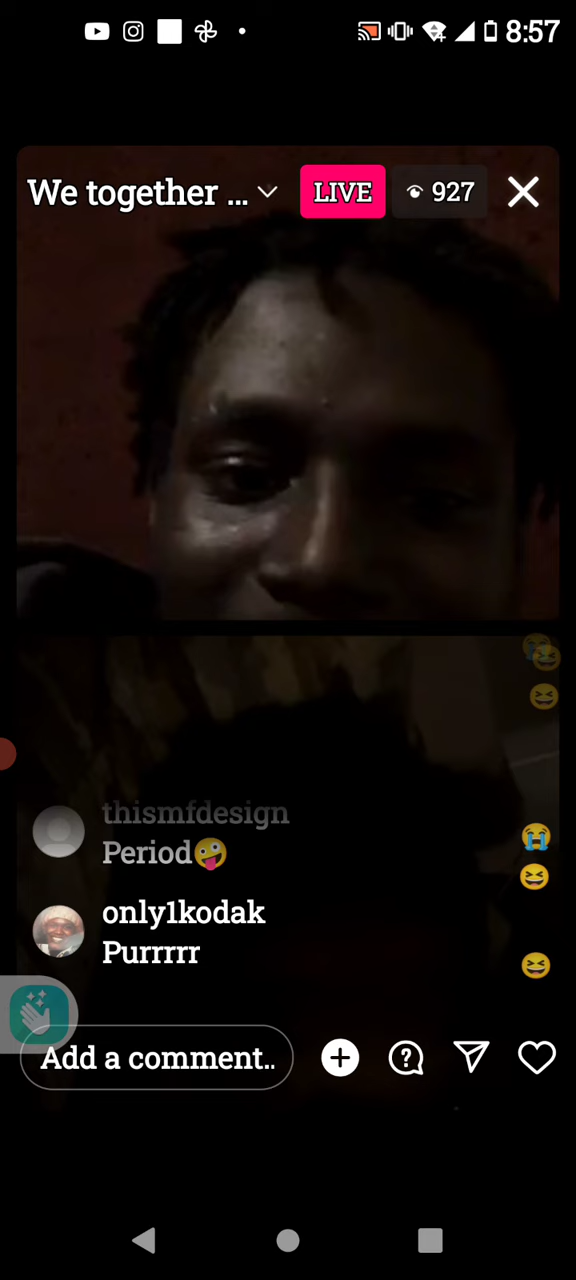 8:57
We together ...
LIVE
927
thismfdesign
Period🤪
only1kodak
Purrrrr
Add a comment..